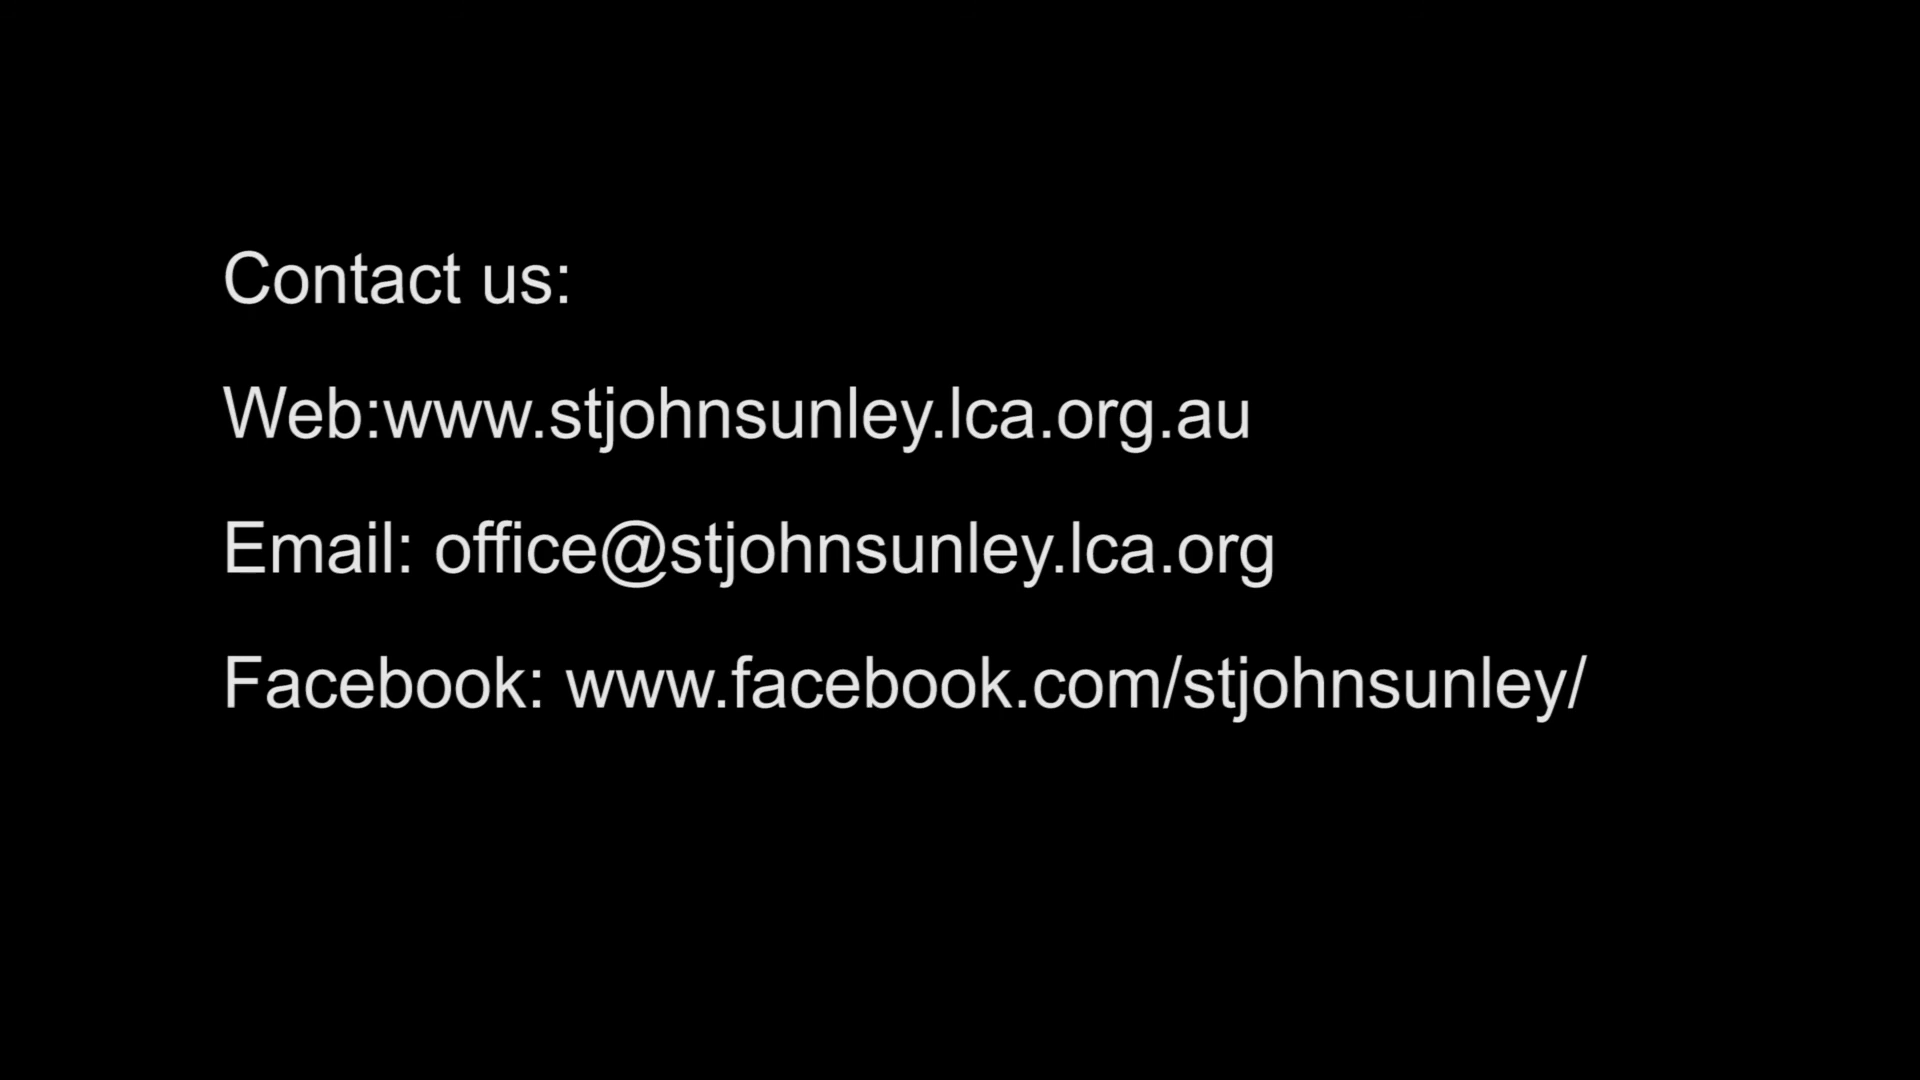 Contact us:
Web:www.stjohnsunley.lca.org.au
Email: office@stjohnsunley.lca.org
Facebook: www.facebook.com/stjohnsunley/